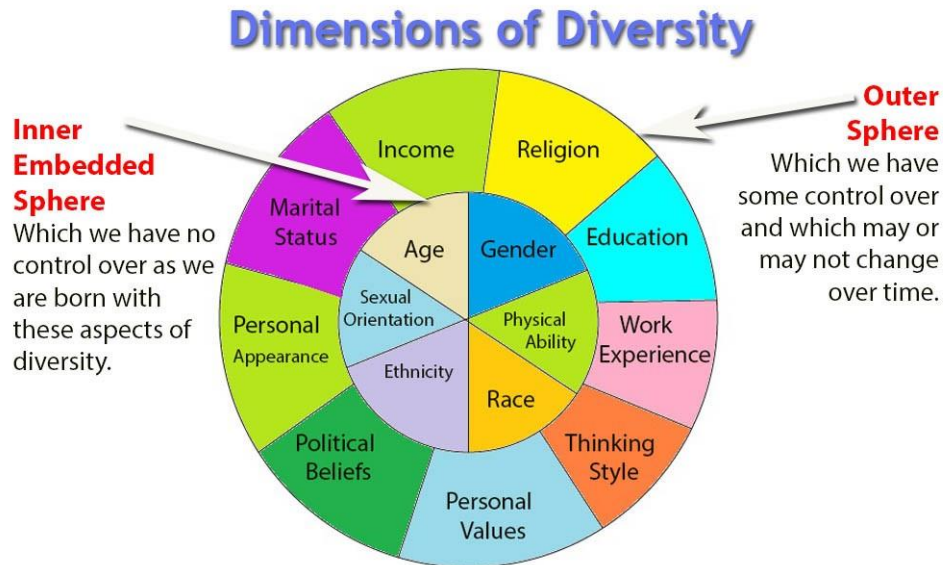 Dimensions of Diversity
Inner
Embedded
Sphere
Which we have no
control over as we
are born with
these aspects of
diversity.
Outer
Sphere
Which we have
some control over
and which may or
may not change
over time.
Income
Religion
Education
Work
Experience
Thinking
Style
Personal
Values
Political
Beliefs
Personal
Appearance
Marital
Status
Age
Gender
Physical
Ability
Race
Ethnicity
Sexual
Orientation